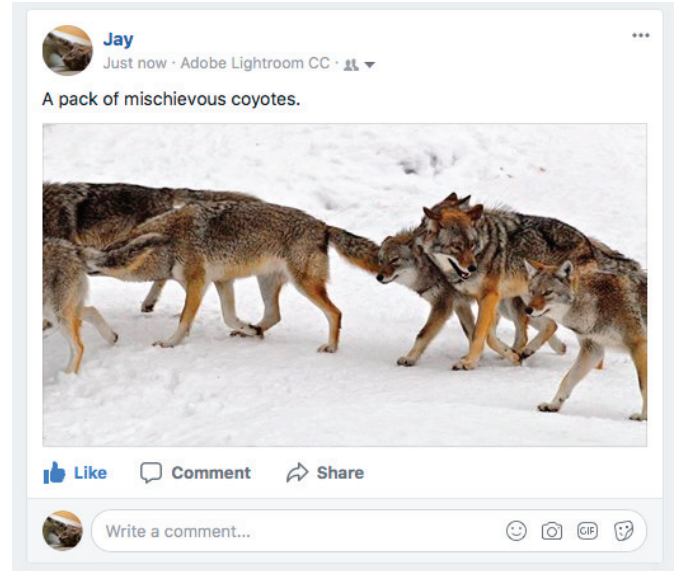 Jay
Just now · Adobe Lightroom CC ·
A pack of mischievous coyotes.
Like Comment Share
Write a comment... GIF